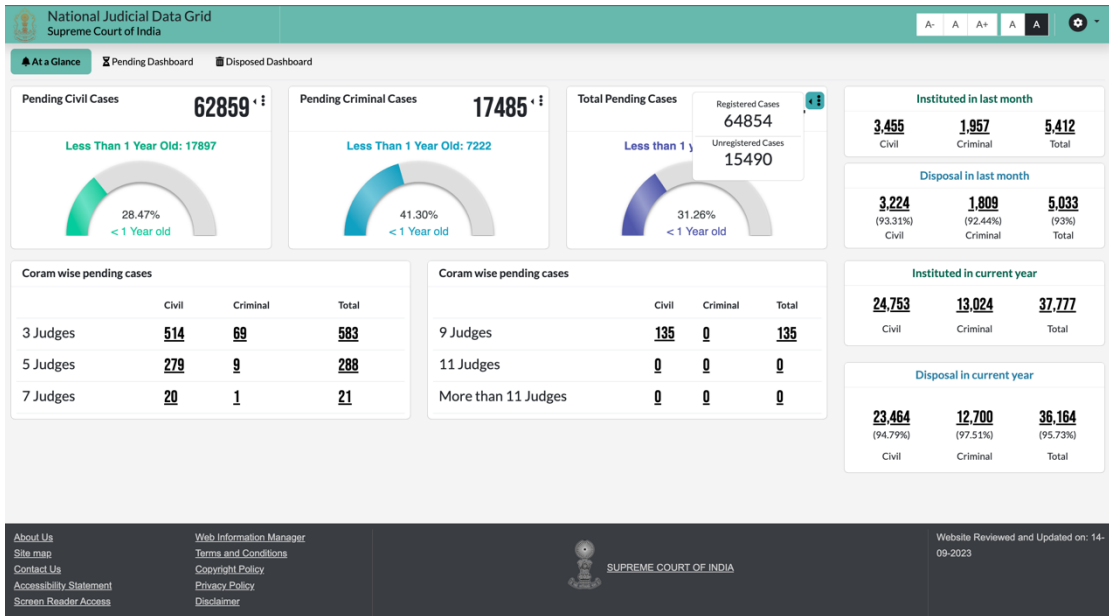 National Judicial Data Grid
Supreme Court of India
A- A A+ A A
At a Glance Pending Dashboard Disposed Dashboard
Pending Civil Cases 62859
Less Than 1 Year Old: 17897
28.47%
< 1 Year old
Pending Criminal Cases 17485
Less Than 1 Year Old: 7222
41.30%
< 1 Year old
Total Pending Cases
Registered Cases
64854
Unregistered Cases
15490
Less than 1 y
31.26%
< 1 Year old
Instituted in last month
3,455 1,957 5,412
Civil Criminal Total
Disposal in last month
3,224 1,809 5,033
(93.31%) (92.44%) (93%)
Civil Criminal Total
Coram wise pending cases
Civil Criminal Total
3 Judges 514 69 583
5 Judges 279 9 288
7 Judges 20 1 21
Coram wise pending cases
Civil Criminal Total
9 Judges 135 0 135
11 Judges 0 0 0
More than 11 Judges 0 0 0
Instituted in current year
24,753 13,024 37,777
Civil Criminal Total
Disposal in current year
23,464 12,700 36,164
(94.79%) (97.51%) (95.73%)
Civil Criminal Total
About Us
Site map
Contact Us
Accessibility Statement
Screen Reader Access
Web Information Manager
Terms and Conditions
Copyright Policy
Privacy Policy
Disclaimer
SUPREME COURT OF INDIA
Website Reviewed and Updated on: 14-
09-2023